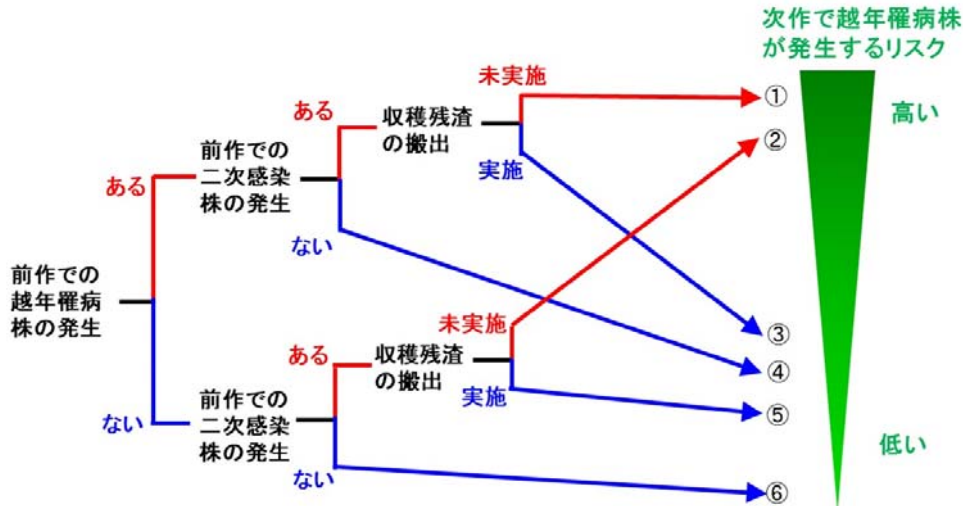 次作で越年罹病株
が発生するリスク
未実施
①
ある
収穫残渣
の搬出
高い
②
前作での
二次感染
株の発生
実施
ある
ない
前作での
越年罹病
株の発生
未実施
③
ある
収穫残渣
の搬出
④
実施
前作での
二次感染
株の発生
⑤
ない
低い
ない
⑥